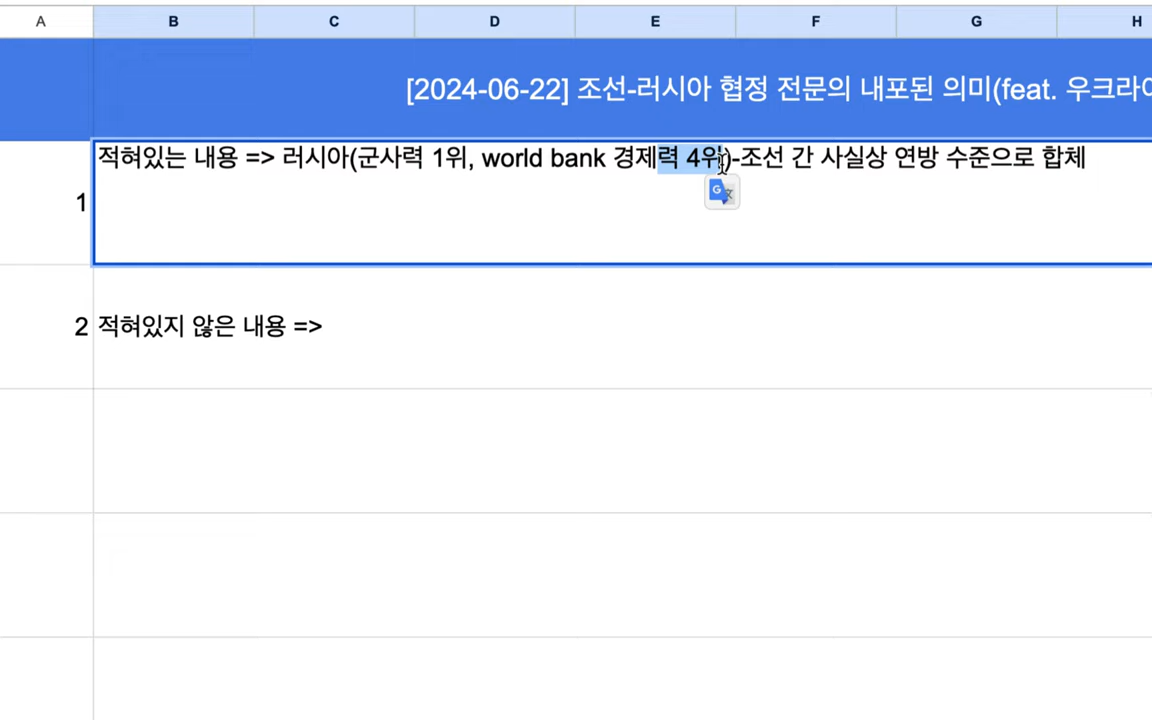 A B C D E F G H
[2024-06-22] 조선-러시아 협정 전문의 내포된 의미(feat. 우크라이
1 적혀있는 내용 => 러시아(군사력 1위, world bank 경제력 4위)-조선 간 사실상 연방 수준으로 합체
2 적혀있지 않은 내용 =>